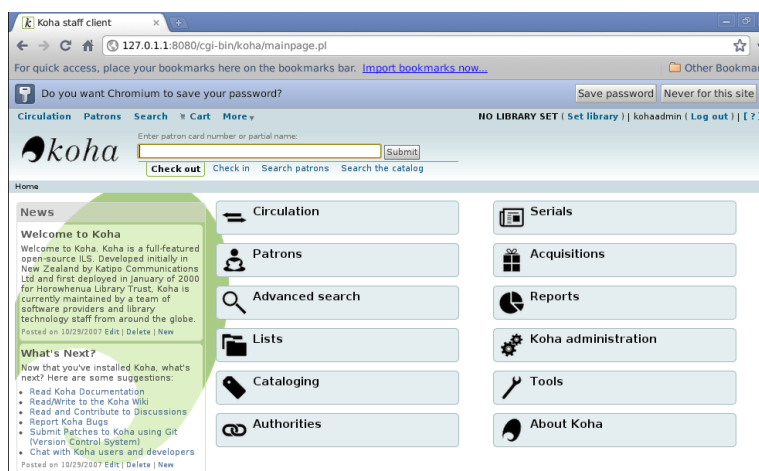 Koha staff client
127.0.1.1:8080/cgi-bin/koha/mainpage.pl
For quick access, place your bookmarks here on the bookmarks bar. Import bookmarks now... Other Bookmar
Do you want Chromium to save your password? Save password Never for this site
Circulation Patrons Search Cart More NO LIBRARY SET ( Set library ) | kohaadmin ( Log out ) | [ ? ]
koha
Enter patron card number or partial name:
Submit
Check out Check in Search patrons Search the catalog
Home
News
Welcome to Koha
Welcome to Koha. Koha is a full-featured
open-source ILS. Developed initially in
New Zealand by Katipo Communications
Ltd and first deployed in January of 2000
for Horowhenua Library Trust, Koha is
currently maintained by a team of
software providers and library
technology staff from around the globe.
Posted on 10/29/2007 Edit | Delete | New
What's Next?
Now that you've installed Koha, what's
next? Here are some suggestions:
Read Koha Documentation
Read/Write to the Koha Wiki
Read and Contribute to Discussions
Report Koha Bugs
Submit Patches to Koha using Git
(Version Control System)
Chat with Koha users and developers
Posted on 10/29/2007 Edit | Delete | New
Circulation
Patrons
Advanced search
Lists
Cataloging
Authorities
Serials
Acquisitions
Reports
Koha administration
Tools
About Koha